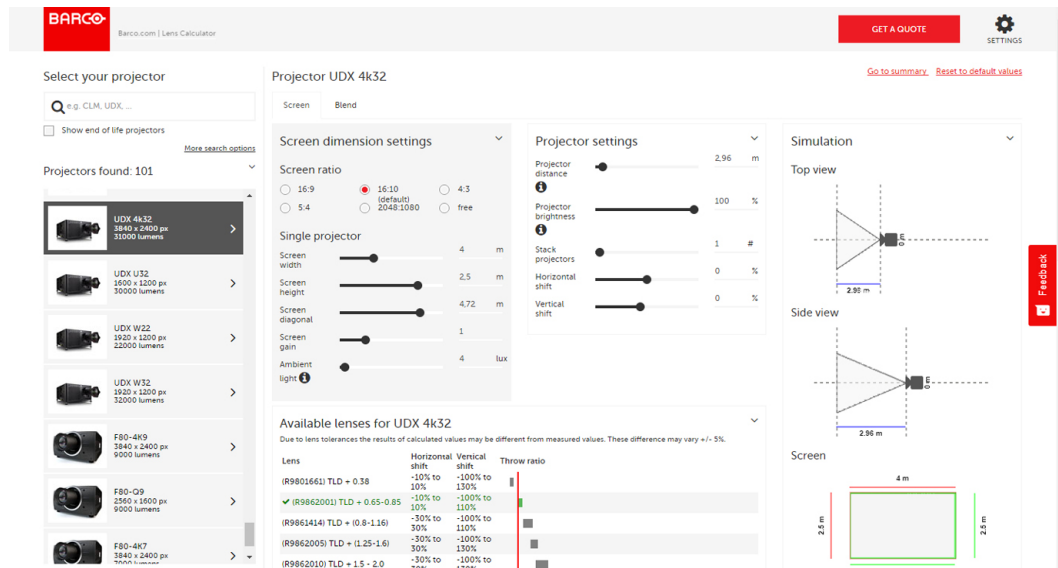 BARCO
Barco.com | Lens Calculator
GET A QUOTE
SETTINGS
Select your projector
e.g. CLM, UDX, ...
Show end of life projectors
More search options
Projectors found: 101
UDX 4k32
3840 x 2400 px
31000 lumens
UDX U32
1600 x 1200 px
30000 lumens
UDX W22
1920 x 1200 px
22000 lumens
UDX W32
1920 x 1200 px
32000 lumens
F80-4K9
3840 x 2400 px
9000 lumens
F80-Q9
2560 x 1600 px
9000 lumens
F80-4K7
3840 x 2400 px
7000 lumens
Projector UDX 4k32
Go to summary Reset to default values
Screen Blend
Screen dimension settings
Screen ratio
16:9 16:10 4:3
(default)
5:4 2048:1080 free
Single projector
Screen
width 4 m
Screen
height 2,5 m
Screen
diagonal 4,72 m
Screen
gain 1
Ambient
light 4 lux
Projector settings
Projector
distance 2,96 m
Projector
brightness 100 %
Stack
projectors 1 #
Horizontal
shift 0 %
Vertical
shift 0 %
Available lenses for UDX 4k32
Due to lens tolerances the results of calculated values may be different from measured values. These difference may vary +/- 5%.
Lens Horizontal shift Vertical shift Throw ratio
(R9801661) TLD + 0.38 -10% to 10% -100% to 130%
(R9862001) TLD + 0.65-0.85 -10% to 10% -100% to 110%
(R9861414) TLD + (0.8-1.16) -30% to 30% -100% to 110%
(R9862005) TLD + (1.25-1.6) -30% to 30% -100% to 130%
(R9862010) TLD + 1.5 - 2.0 -30% to -100% to
Simulation
Top view
0 m
2.98 m
Side view
0 m
2.96 m
Screen
4 m
2.5 m
2.5 m
Feedback